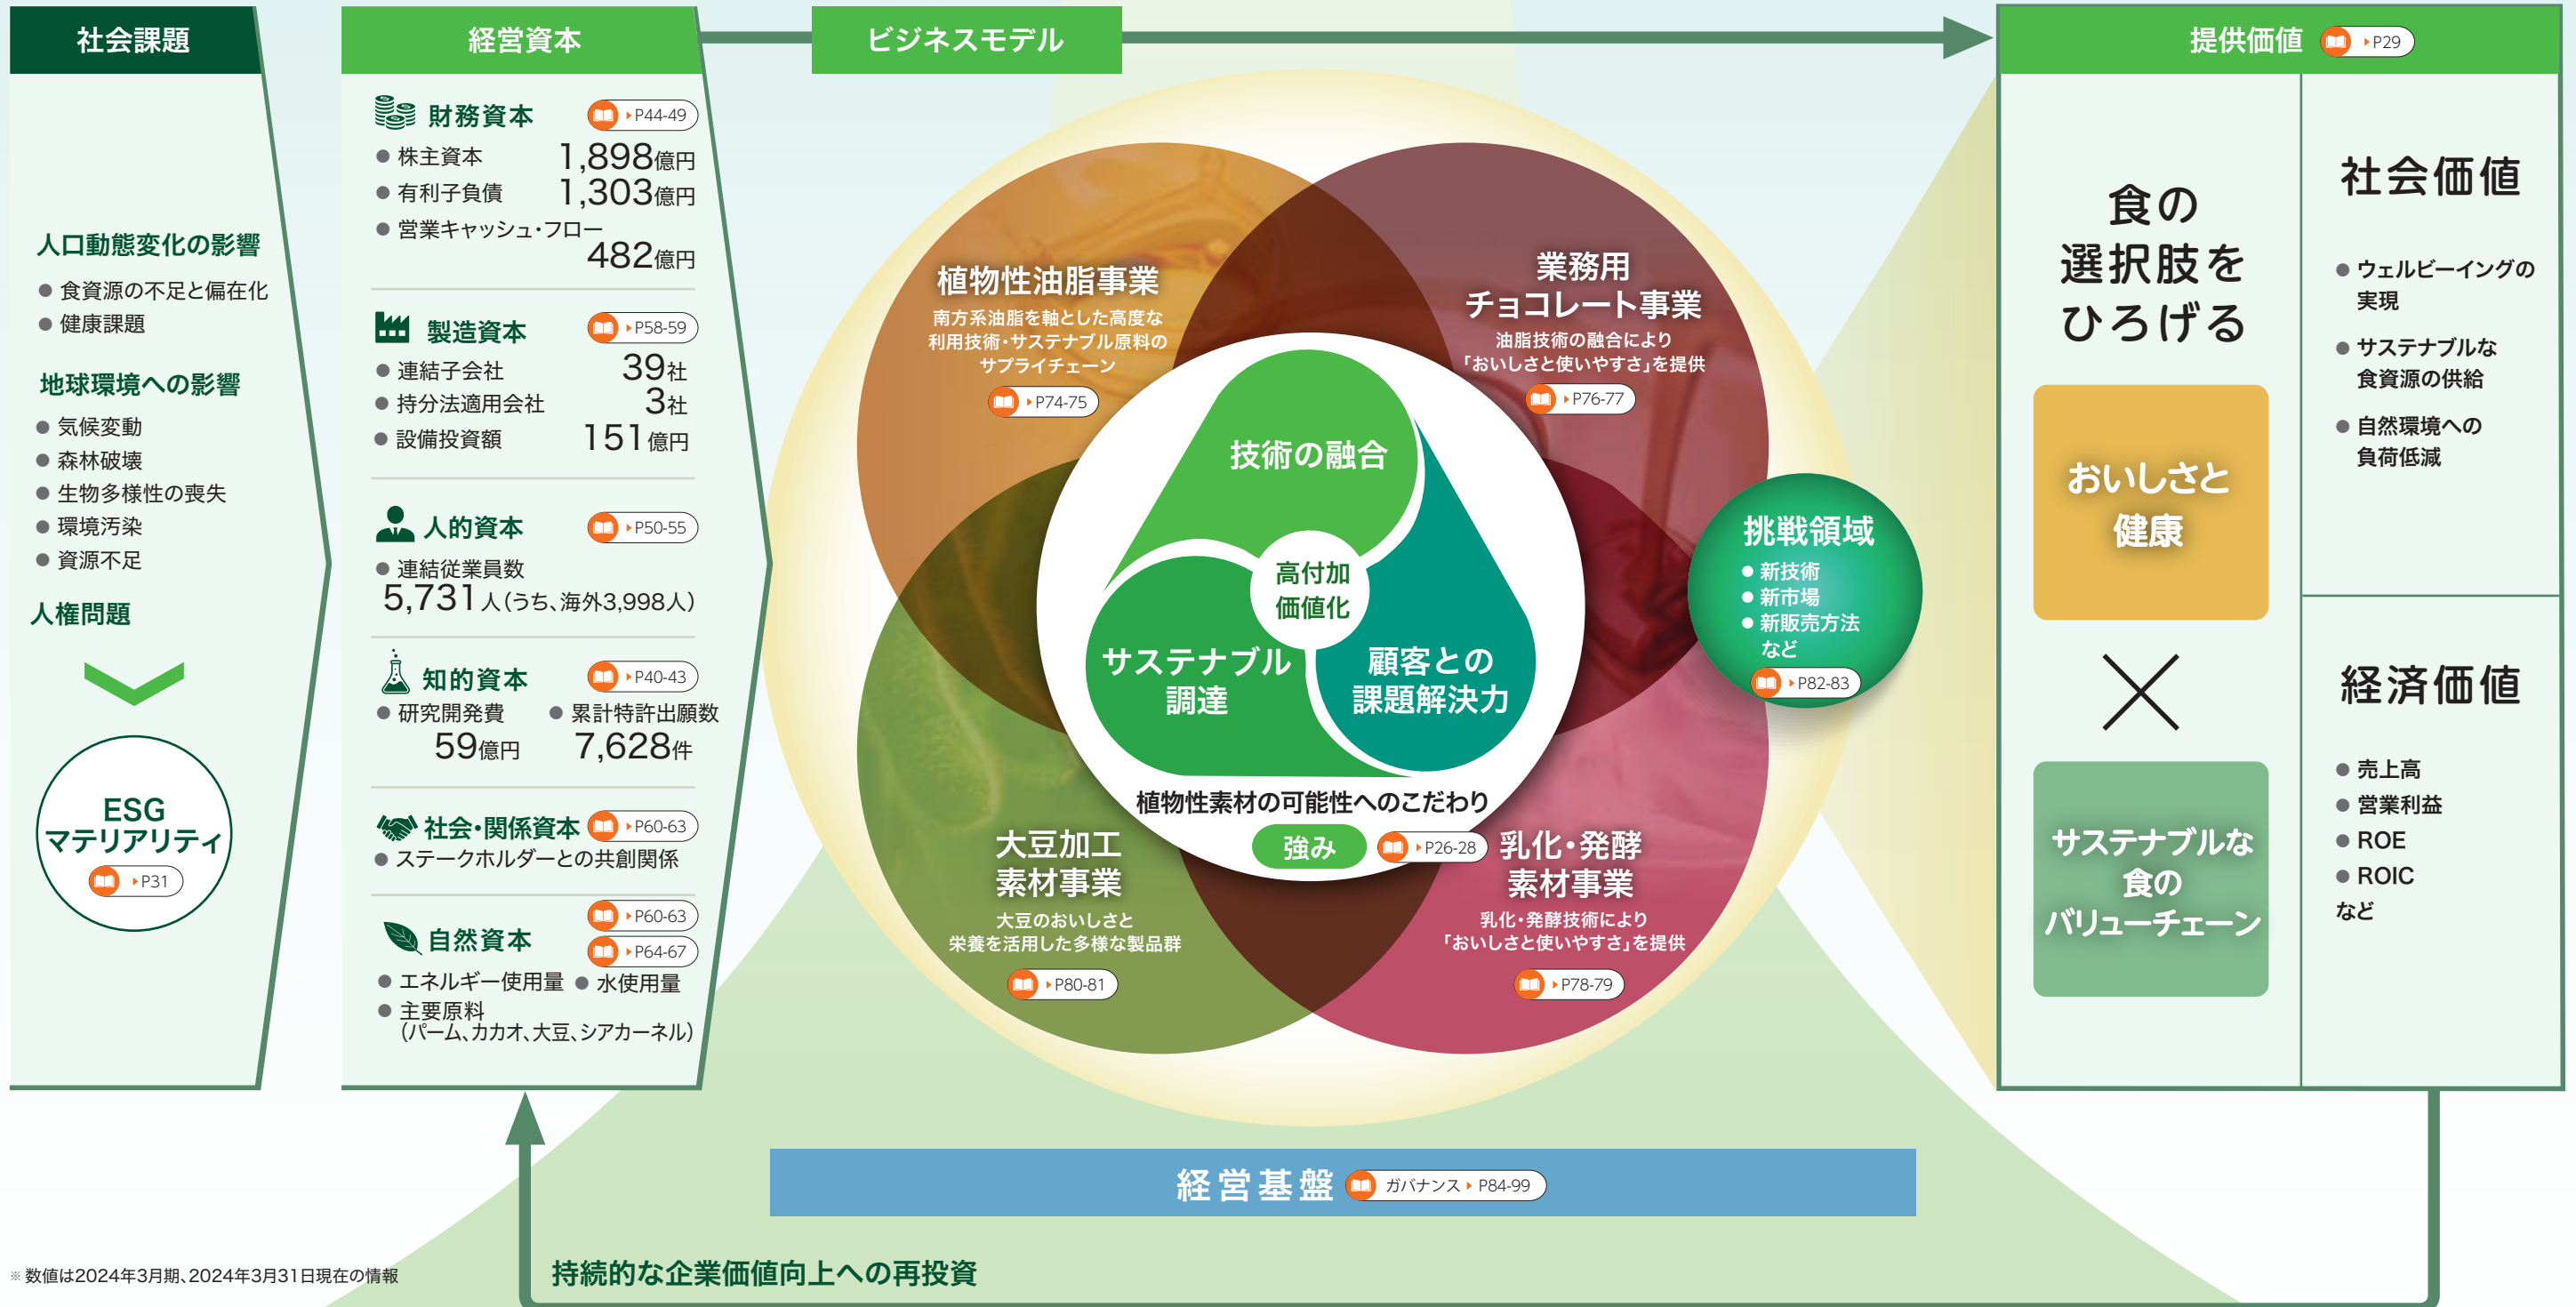 社会課題
人口動態変化の影響
● 食資源の不足と偏在化
● 健康課題
地球環境への影響
● 気候変動
● 森林破壊
● 生物多様性の喪失
● 環境汚染
● 資源不足
人権問題
ESG
マテリアリティ
P31
経営資本
財務資本 P44-49
● 株主資本 1,898億円
● 有利子負債 1,303億円
● 営業キャッシュ・フロー
482億円
製造資本 P58-59
● 連結子会社 39社
● 持分法適用会社 3社
● 設備投資額 151億円
人的資本 P50-55
● 連結従業員数
5,731人(うち、海外3,998人)
知的資本 P40-43
● 研究開発費 ● 累計特許出願数
59億円 7,628件
社会・関係資本 P60-63
● ステークホルダーとの共創関係
自然資本 P60-63
P64-67
● エネルギー使用量 ● 水使用量
● 主要原料
(パーム、カカオ、大豆、シアカーネル)
ビジネスモデル
植物性油脂事業
南方系油脂を軸とした高度な
利用技術・サステナブル原料の
サプライチェーン
P74-75
業務用
チョコレート事業
油脂技術の融合により
「おいしさと使いやすさ」を提供
P76-77
技術の融合
高付加
価値化
サステナブル
調達
顧客との
課題解決力
植物性素材の可能性へのこだわり
強み P26-28
挑戦領域
● 新技術
● 新市場
● 新販売方法
など
P82-83
大豆加工
素材事業
大豆のおいしさと
栄養を活用した多様な製品群
P80-81
乳化・発酵
素材事業
乳化・発酵技術により
「おいしさと使いやすさ」を提供
P78-79
経営基盤 ガバナンス P84-99
提供価値 P29
食の
選択肢を
ひろげる
おいしさと
健康
サステナブルな
食の
バリューチェーン
社会価値
● ウェルビーイングの
実現
● サステナブルな
食資源の供給
● 自然環境への
負荷低減
経済価値
● 売上高
● 営業利益
● ROE
● ROIC
など
持続的な企業価値向上への再投資
※ 数値は2024年3月期、2024年3月31日現在の情報